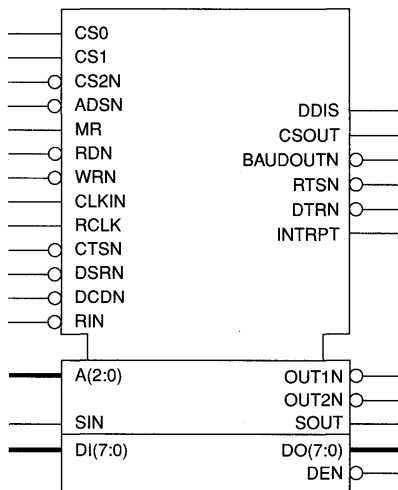 CS0
CS1
CS2N
ADSN
MR
RDN
WRN
CLKIN
RCLK
CTSN
DSRN
DCDN
RIN
DDIS
CSOUT
BAUDOUTN
RTSN
DTRN
INTRPT
A(2:0)
SIN
DI(7:0)
OUT1N
OUT2N
SOUT
DO(7:0)
DEN